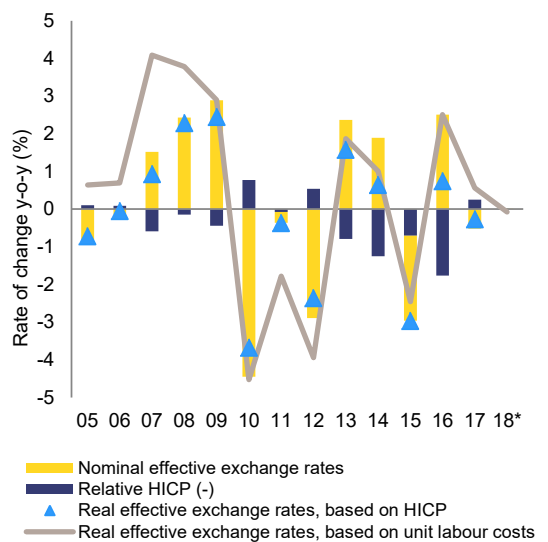 Rate of change y-o-y (%)
5
4
3
2
1
0
-1
-2
-3
-4
-5
05 06 07 08 09 10 11 12 13 14 15 16 17 18*
Nominal effective exchange rates
Relative HICP (-)
Real effective exchange rates, based on HICP
Real effective exchange rates, based on unit labour costs